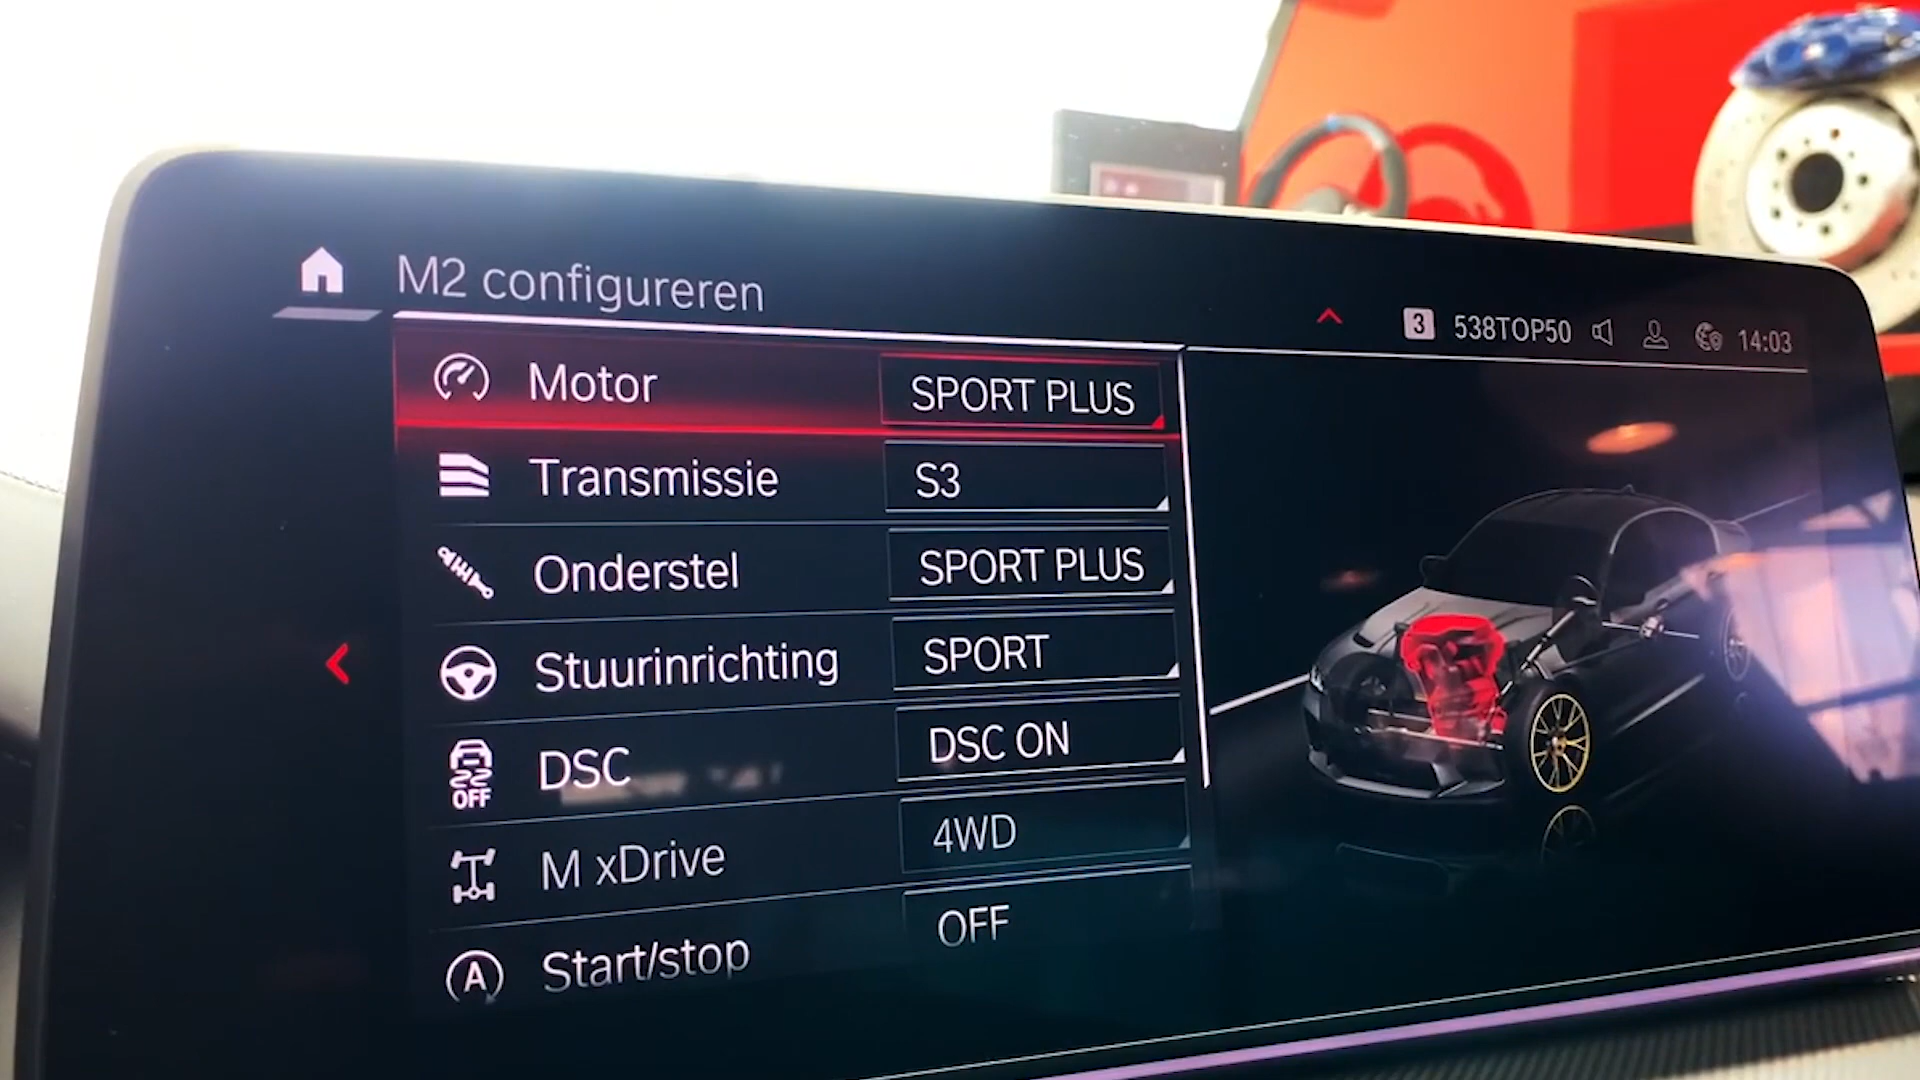 M2 configureren
3 538TOP50 14:03
Motor SPORT PLUS
Transmissie S3
Onderstel SPORT PLUS
Stuurinrichting SPORT
OFF DSC DSC ON
M xDrive 4WD
A Start/stop OFF